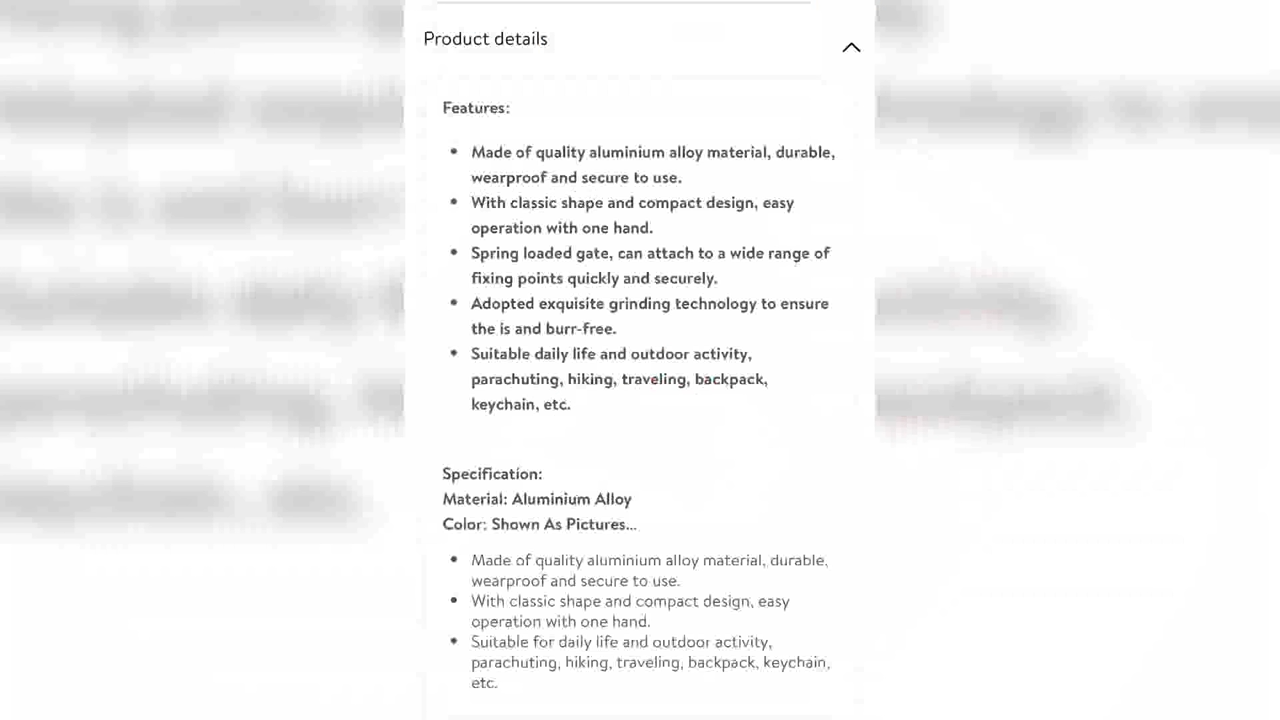 Product details
Features:
• Made of quality aluminium alloy material, durable,
wearproof and secure to use.
• With classic shape and compact design, easy
operation with one hand.
• Spring loaded gate, can attach to a wide range of
fixing points quickly and securely.
• Adopted exquisite grinding technology to ensure
the is and burr-free.
• Suitable daily life and outdoor activity,
parachuting, hiking, traveling, backpack,
keychain, etc.
Specification:
Material: Aluminium Alloy
Color: Shown As Pictures...
• Made of quality aluminium alloy material, durable,
wearproof and secure to use.
• With classic shape and compact design, easy
operation with one hand.
• Suitable for daily life and outdoor activity,
parachuting, hiking, traveling, backpack, keychain,
etc.